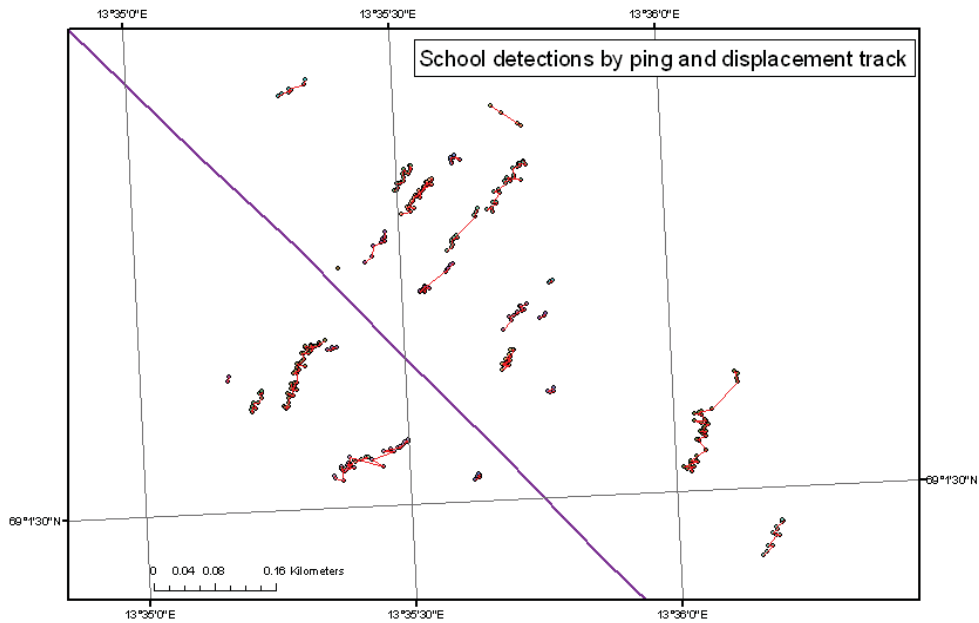 13°35'0"E 13°35'30"E 13°36'0"E
School detections by ping and displacement track
69°1'30"N
69°1'30"N
0 0.04 0.08 0.16 Kilometers
13°35'0"E 13°35'30"E 13°36'0"E